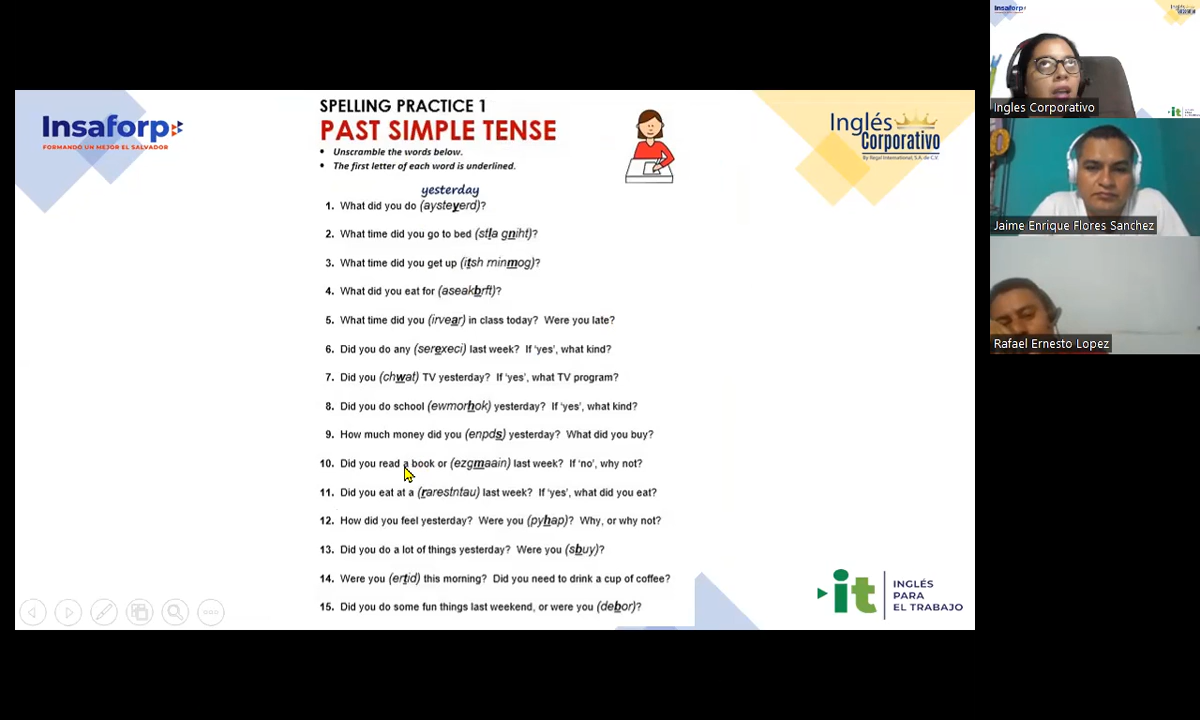 Insaforp
FORMANDO UN MEJOR EL SALVADOR
SPELLING PRACTICE 1
PAST SIMPLE TENSE
• Unscramble the words below.
• The first letter of each word is underlined.
Inglés
Corporativo
By Regal International, S.A. de C.V.
yesterday
1. What did you do (aysteyerd)?
2. What time did you go to bed (stla gniht)?
3. What time did you get up (itsh rninmog)?
4. What did you eat for (aseakbrft)?
5. What time did you (irvear) in class today? Were you late?
6. Did you do any (serexeci) last week? If 'yes', what kind?
7. Did you (chwat) TV yesterday? If 'yes', what TV program?
8. Did you do school (ewmorhok) yesterday? If 'yes', what kind?
9. How much money did you (enpds) yesterday? What did you buy?
10. Did you read a book or (ezgmaain) last week? If 'no', why not?
11. Did you eat at a (rarestntau) last week? If 'yes', what did you eat?
12. How did you feel yesterday? Were you (pyhap)? Why, or why not?
13. Did you do a lot of things yesterday? Were you (sbuy)?
14. Were you (ertid) this morning? Did you need to drink a cup of coffee?
15. Did you do some fun things last weekend, or were you (debor)?
it
INGLÉS
PARA
EL TRABAJO
Insaforp
Inglés
Corporativo
it
Ingles Corporativo
Jaime Enrique Flores Sanchez
Rafael Ernesto Lopez